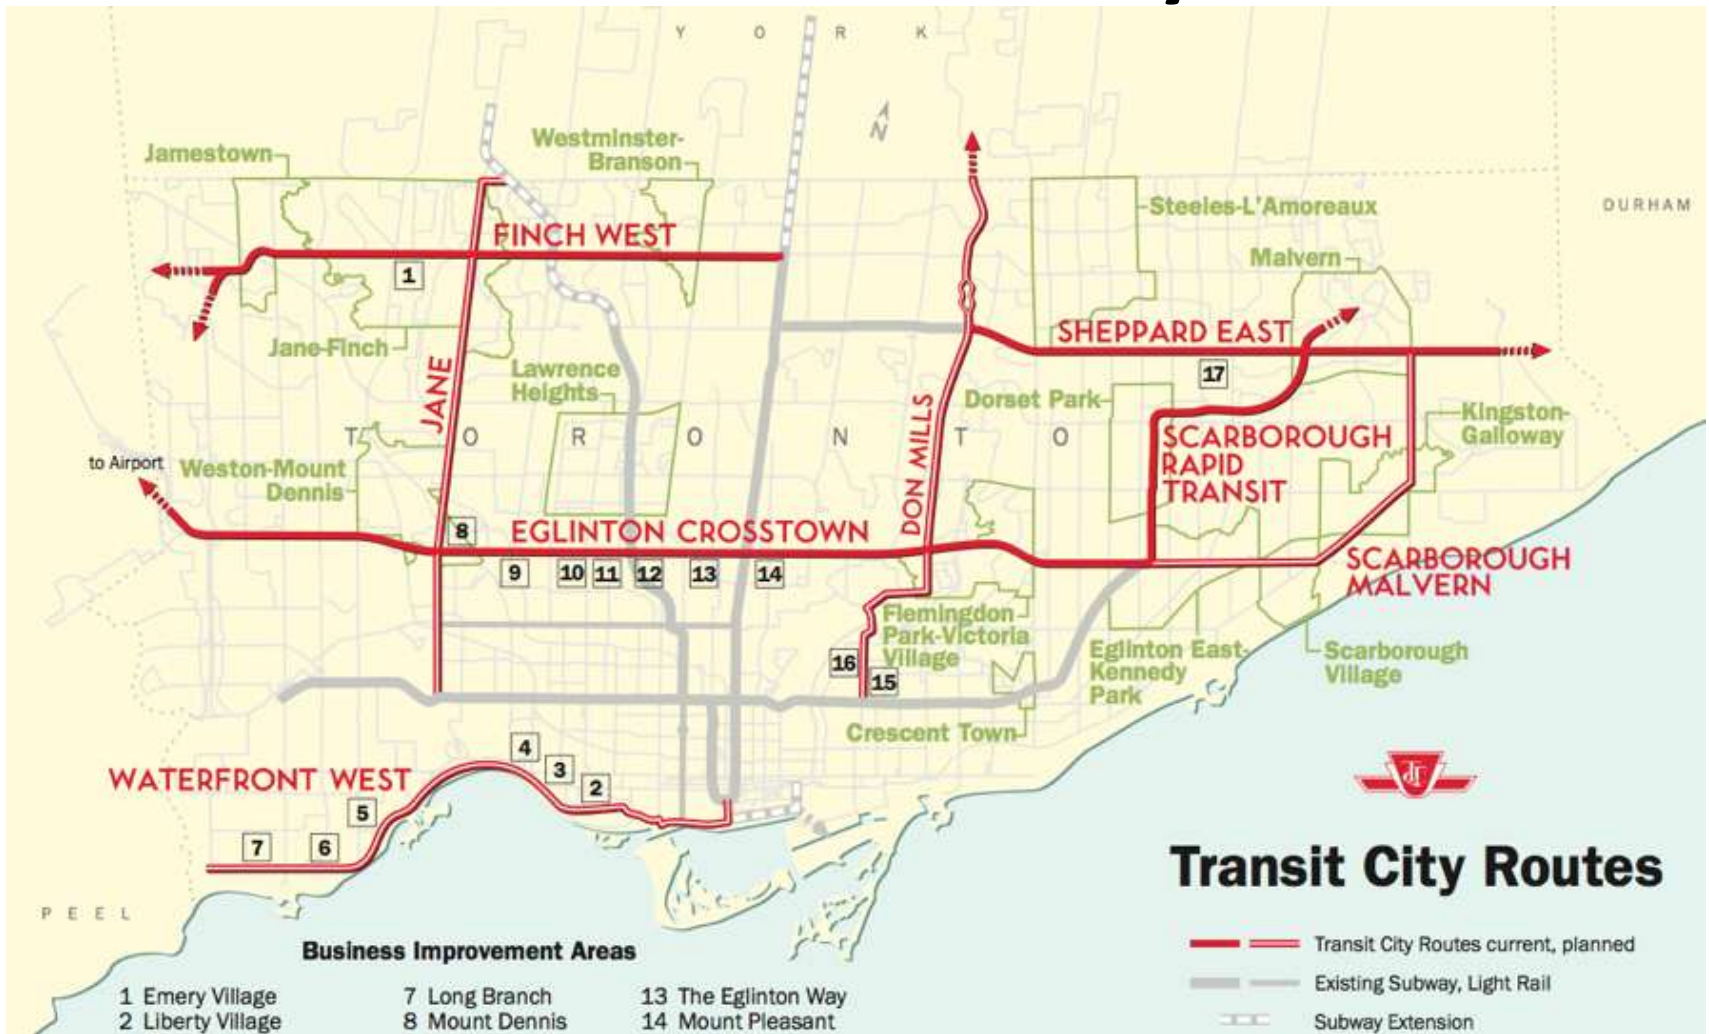 Y O R K
N
Jamestown
Westminster-
Branson
Steeles-L'Amoreaux
DURHAM
FINCH WEST
Malvern
1
Jane-Finch
SHEPPARD EAST
JANE
Lawrence
Heights
17
Dorset Park
DON MILLS
Kingston-
Galloway
T O R O N T O
to Airport
Weston-Mount
Dennis
SCARBOROUGH
RAPID
TRANSIT
8
EGLINTON CROSSTOWN
9
10
11
12
13
14
SCARBOROUGH
MALVERN
Flemingdon
Park-Victoria
Village
16
15
Eglinton East-
Kennedy
Park
Scarborough
Village
Crescent Town
WATERFRONT WEST
4
3
2
5
6
7
PEEL
Transit City Routes
Transit City Routes current, planned
Existing Subway, Light Rail
Subway Extension
Business Improvement Areas
1 Emery Village
2 Liberty Village
7 Long Branch
8 Mount Dennis
13 The Eglinton Way
14 Mount Pleasant